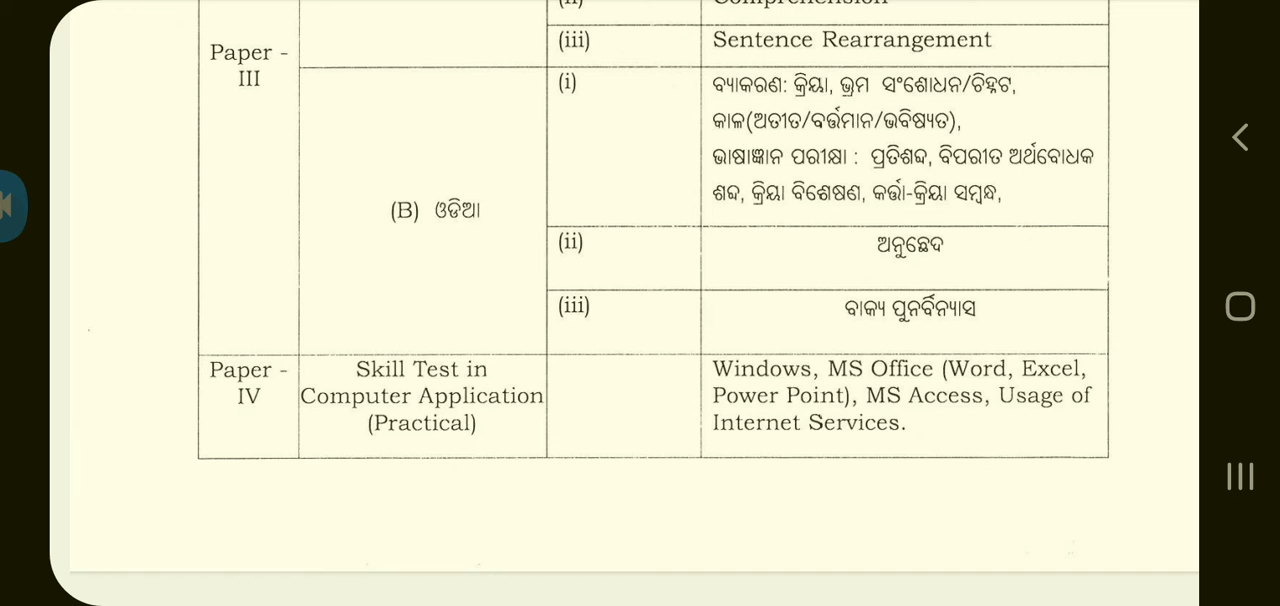 (ii) Comprehension
Paper - III
(iii) Sentence Rearrangement
(i) ବ୍ୟାକରଣ: କ୍ରିୟା, ଭ୍ରମ ସଂଶୋଧନ/ଚିହ୍ନଟ,
କାଳ(ଅତୀତ/ବର୍ତ୍ତମାନ/ଭବିଷ୍ୟତ),
ଭାଷାଜ୍ଞାନ ପରୀକ୍ଷା : ପ୍ରତିଶବ୍ଦ, ବିପରୀତ ଅର୍ଥବୋଧକ
ଶବ୍ଦ, କ୍ରିୟା ବିଶେଷଣ, କର୍ତ୍ତା-କ୍ରିୟା ସମ୍ବନ୍ଧ,
(B) ଓଡିଆ
(ii) ଅନୁଚ୍ଛେଦ
(iii) ବାକ୍ୟ ପୁନର୍ବିନ୍ୟାସ
Paper - IV
Skill Test in
Computer Application
(Practical)
Windows, MS Office (Word, Excel,
Power Point), MS Access, Usage of
Internet Services.